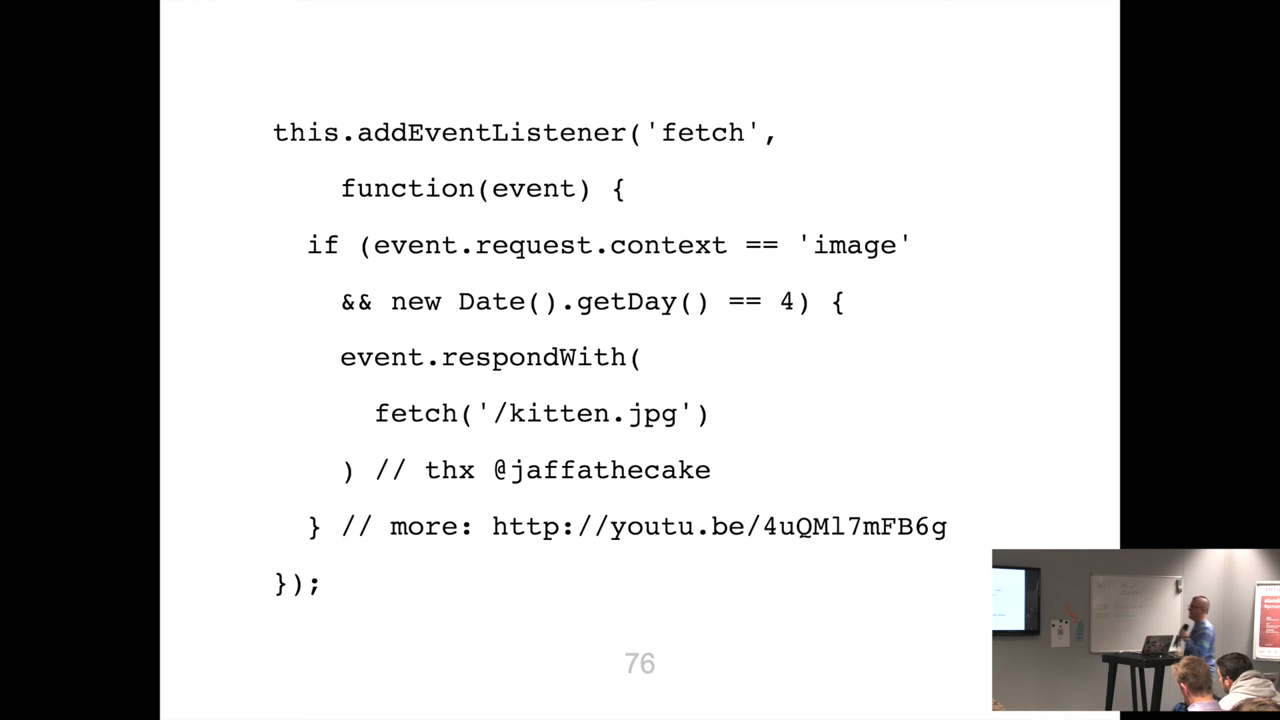 this.addEventListener('fetch',
function(event) {
if (event.request.context == 'image'
&& new Date().getDay() == 4) {
event.respondWith(
fetch('/kitten.jpg')
) // thx @jaffathecake
} // more: http://youtu.be/4uQMl7mFB6g
});
76